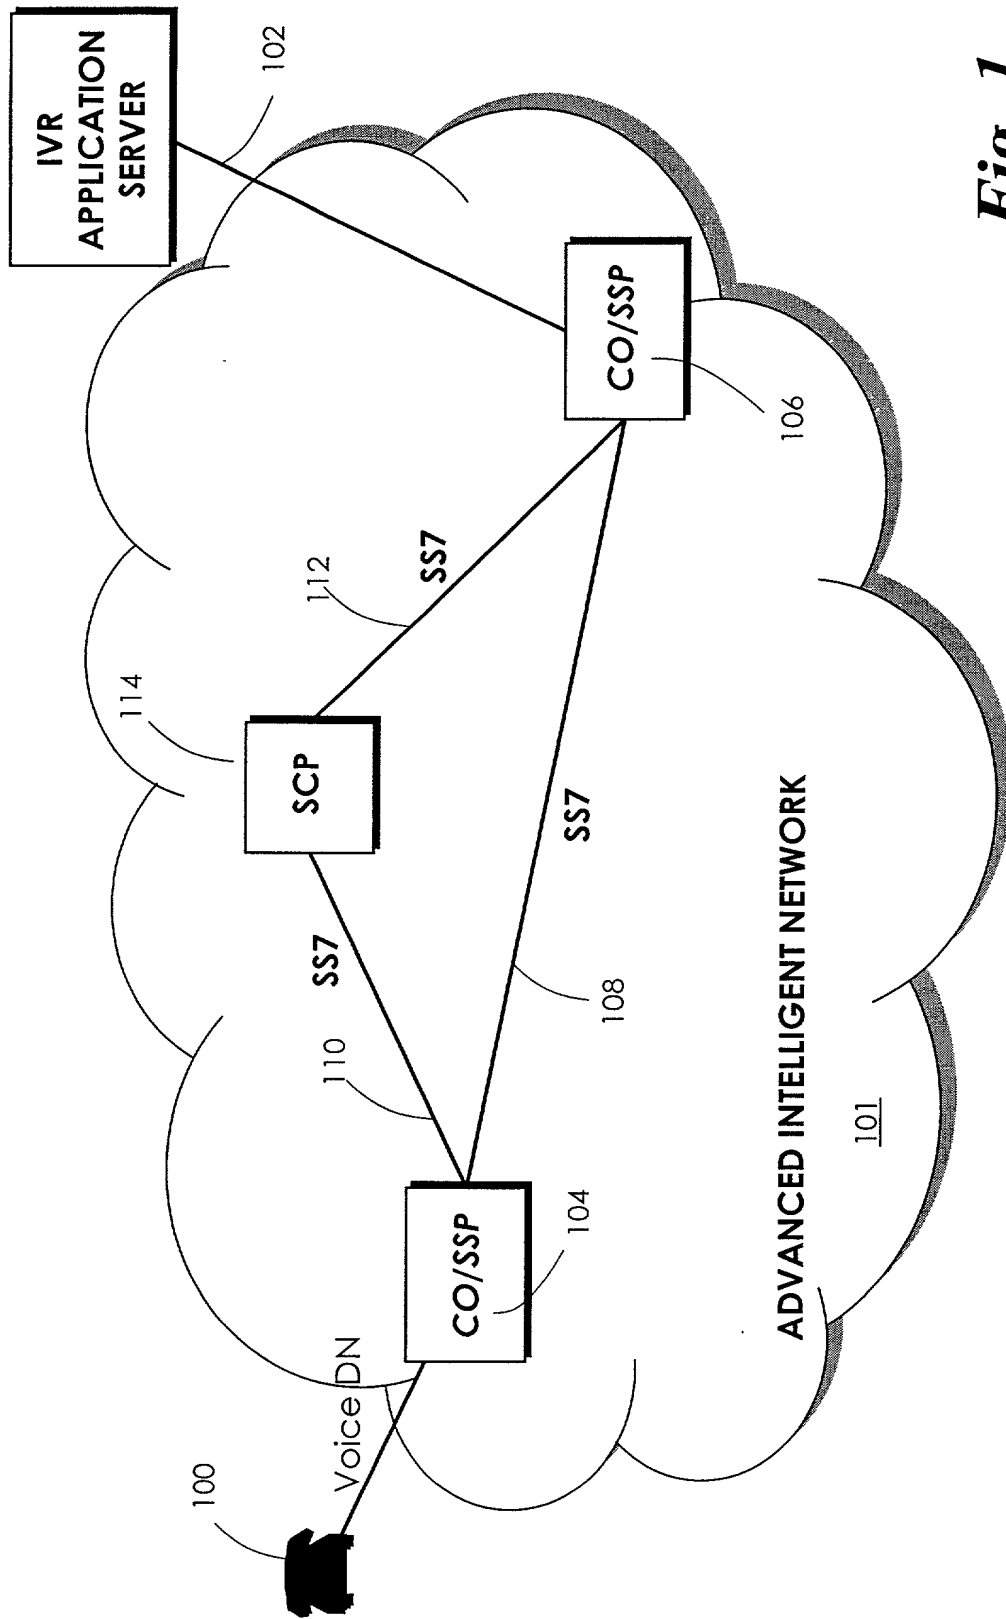 IVR
APPLICATION
SERVER
102
114
SCP
112
SS7
CO/SSP
106
SS7
110
SS7
108
100
Voice DN
CO/SSP
104
ADVANCED INTELLIGENT NETWORK
101
Fig. 1